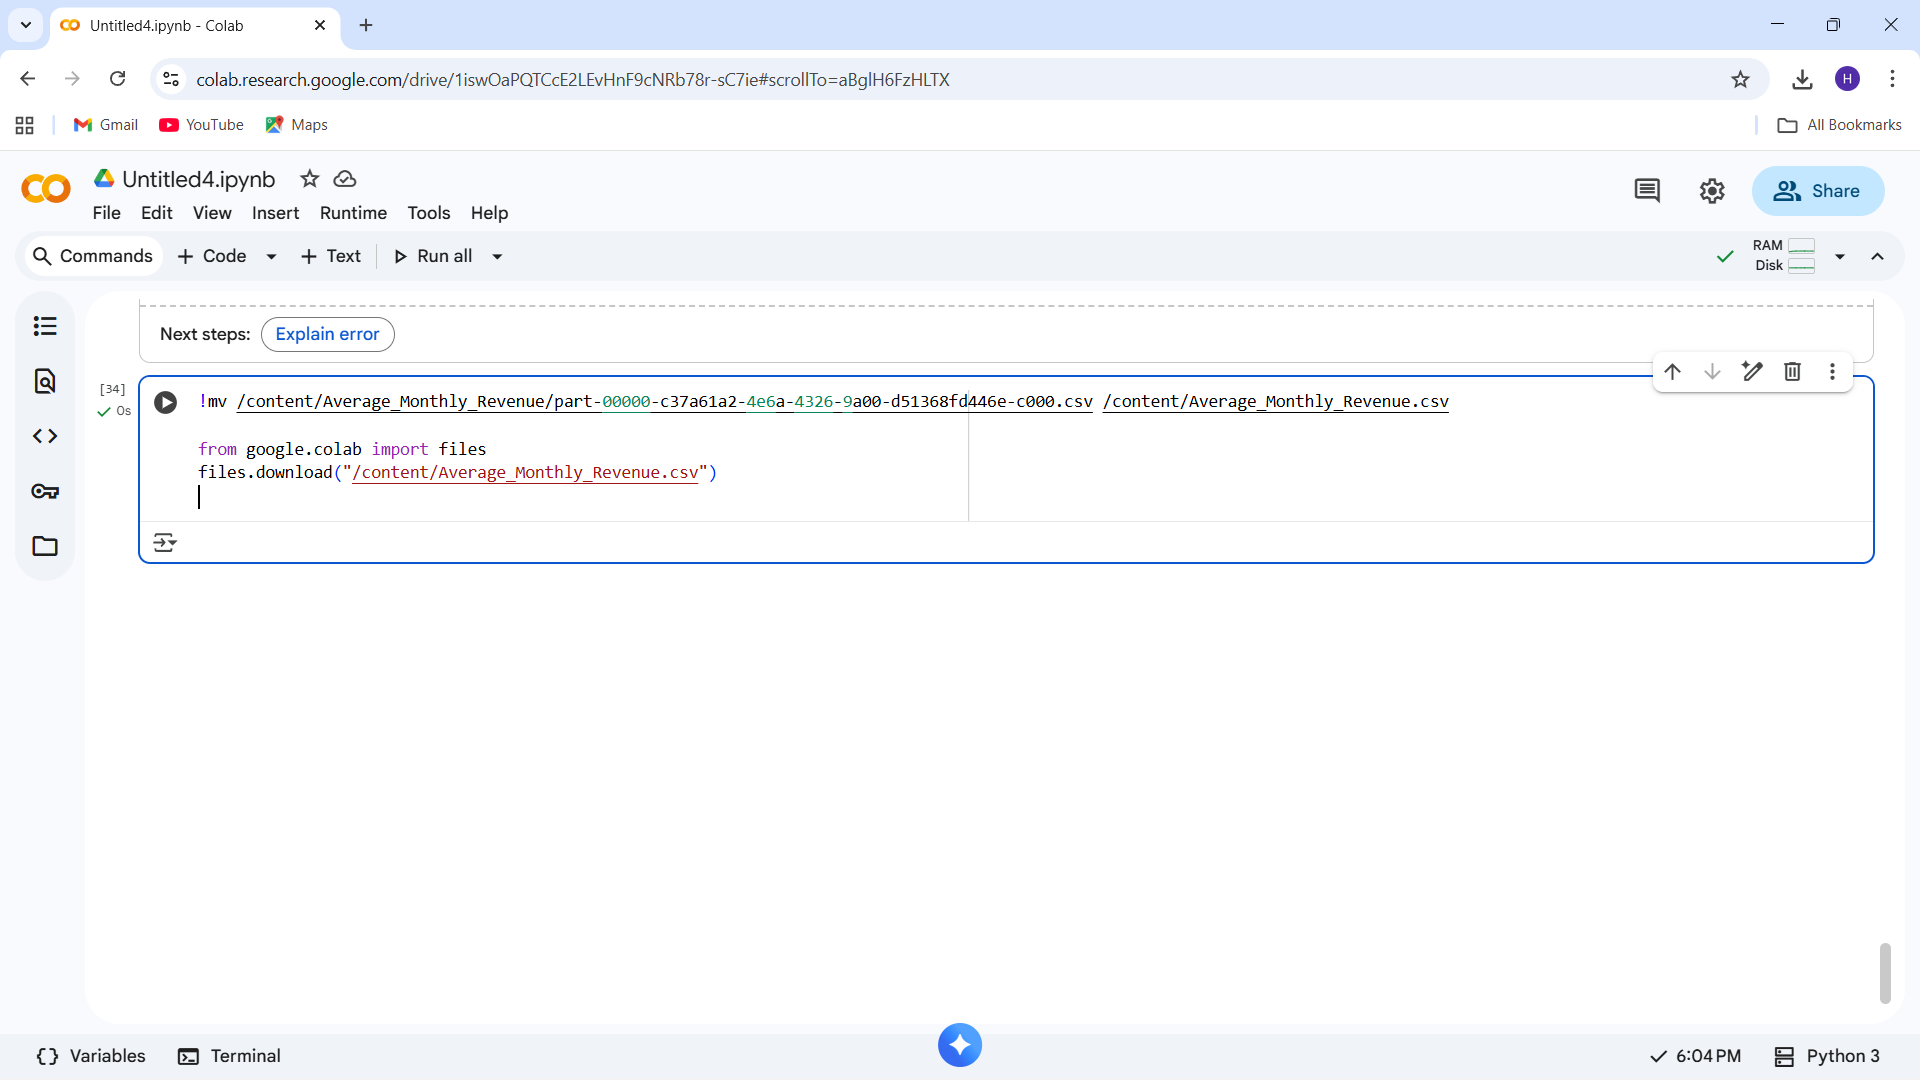 Untitled4.ipynb - Colab
colab.research.google.com/drive/1iswOaPQTCcE2LEvHnF9cNRb78r-sC7ie#scrollTo=aBglH6FzHLTX
H
Gmail
YouTube
Maps
All Bookmarks
Untitled4.ipynb
File Edit View Insert Runtime Tools Help
Share
Commands
+ Code
+ Text
Run all
RAM
Disk
Next steps: Explain error
[34]
0s
!mv /content/Average_Monthly_Revenue/part-00000-c37a61a2-4e6a-4326-9a00-d51368fd446e-c000.csv /content/Average_Monthly_Revenue.csv
from google.colab import files
files.download("/content/Average_Monthly_Revenue.csv")
Variables
Terminal
6:04 PM
Python 3